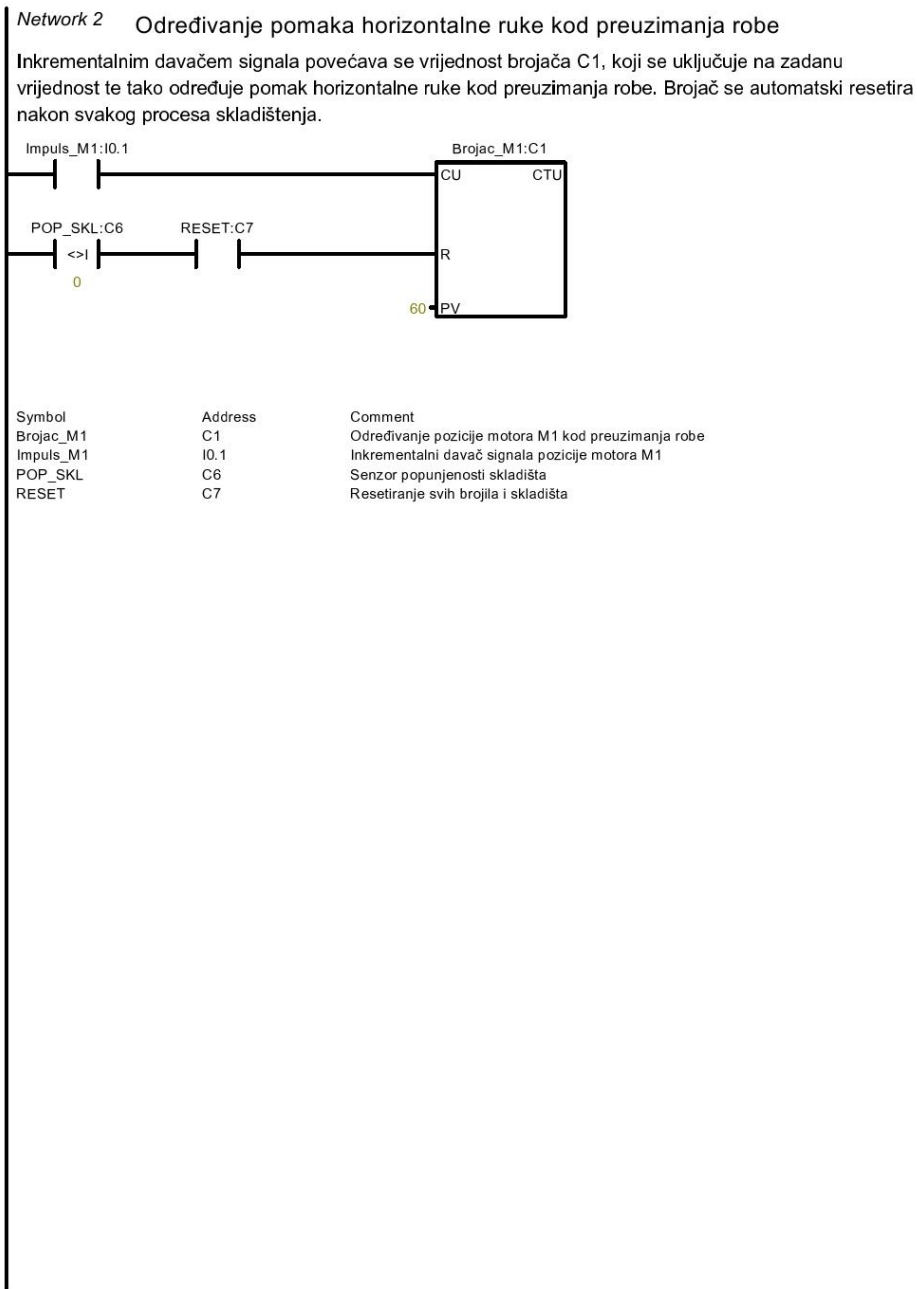 Network 2 Određivanje pomaka horizontalne ruke kod preuzimanja robe
Inkrementalnim davačem signala povećava se vrijednost brojača C1, koji se uključuje na zadanu
vrijednost te tako određuje pomak horizontalne ruke kod preuzimanja robe. Brojač se automatski resetira
nakon svakog procesa skladištenja.
Impuls_M1:I0.1 Brojac_M1:C1
CU CTU
POP_SKL:C6 RESET:C7
<>I R
0
60 PV
Symbol Address Comment
Brojac_M1 C1 Određivanje pozicije motora M1 kod preuzimanja robe
Impuls_M1 I0.1 Inkrementalni davač signala pozicije motora M1
POP_SKL C6 Senzor popunjenosti skladišta
RESET C7 Resetiranje svih brojila i skladišta